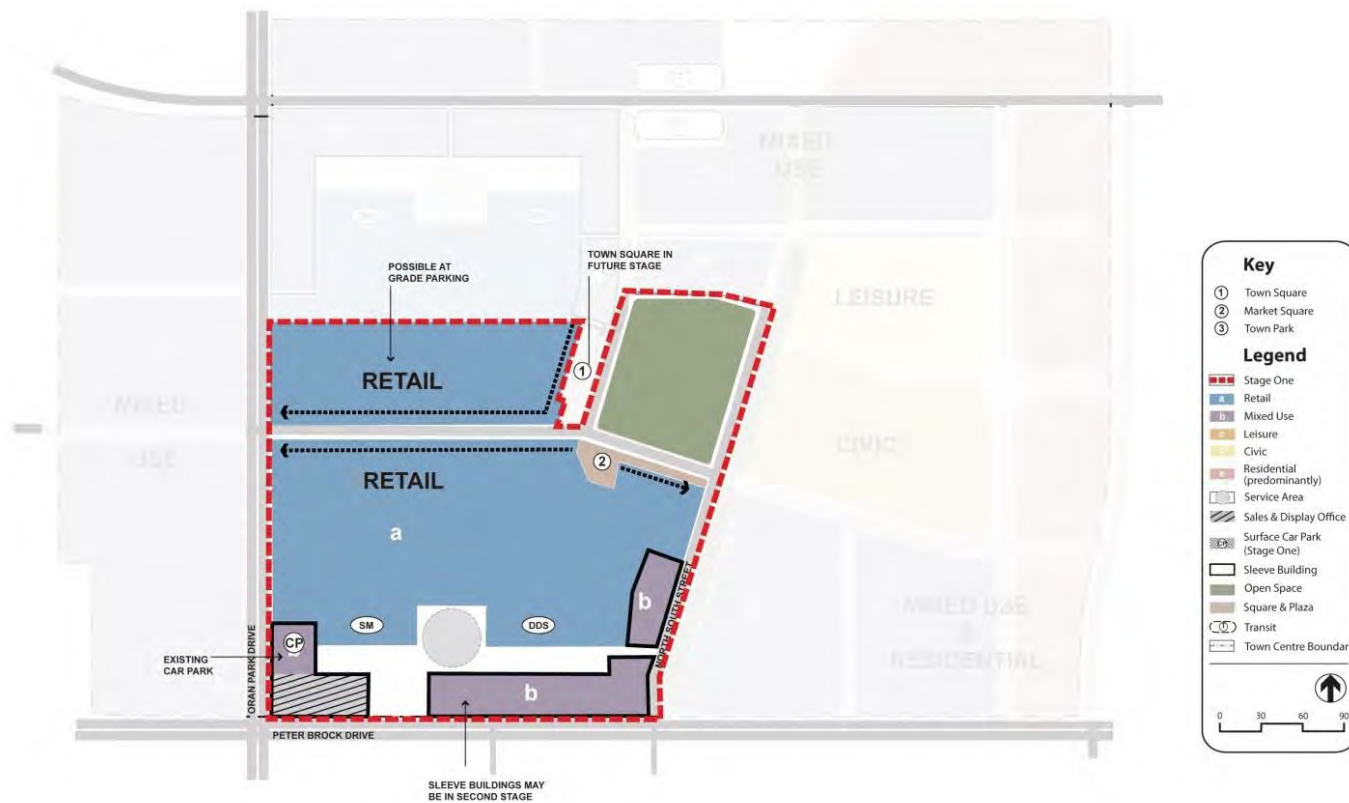 MIXED
USE
POSSIBLE AT
GRADE PARKING
TOWN SQUARE IN
FUTURE STAGE
LEISURE
1
RETAIL
MIXED
USE
CIVIC
2
RETAIL
a
b
NORTH SOUTH STREET
MIXED USE
RESIDENTIAL
SM
DDS
CP
EXISTING
CAR PARK
ORAN PARK DRIVE
b
PETER BROCK DRIVE
SLEEVE BUILDINGS MAY
BE IN SECOND STAGE
Key
1 Town Square
2 Market Square
3 Town Park
Legend
Stage One
a Retail
b Mixed Use
c Leisure
Civic
e Residential
(predominantly)
Service Area
Sales & Display Office
CP Surface Car Park
(Stage One)
Sleeve Building
Open Space
Square & Plaza
Transit
Town Centre Boundar
0 30 60 90